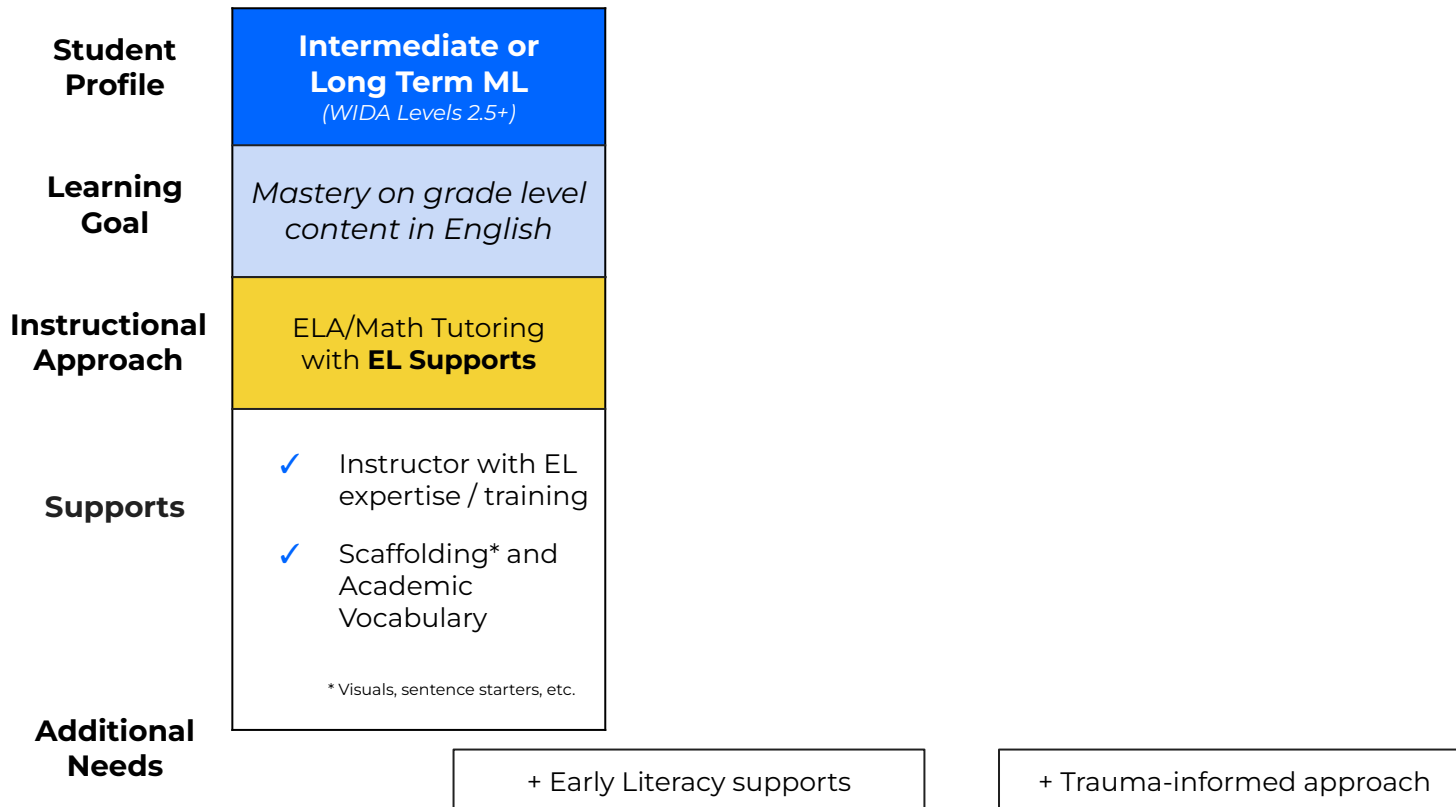 Student
Profile
Intermediate or
Long Term ML
(WIDA Levels 2.5+)
Learning
Goal
Mastery on grade level
content in English
Instructional
Approach
ELA/Math Tutoring
with EL Supports
Supports
✓ Instructor with EL
expertise / training
✓ Scaffolding* and
Academic
Vocabulary
* Visuals, sentence starters, etc.
Additional
Needs
+ Early Literacy supports
+ Trauma-informed approach